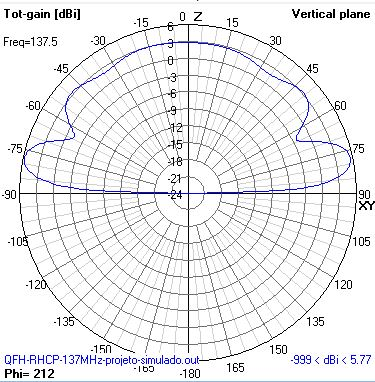 Tot-gain [dBi]
Vertical plane
Freq=137.5
0 Z
-15 15
-30 30
-45 45
-60 60
-75 75
-90 90
XY
-105 105
-120 120
-135 135
-150 150
-165 165
-180
6
3
0
-3
-6
-9
-12
-15
-18
-21
-24
QFH-RHCP-137MHz-projeto-simulado.out
-999 < dBi < 5.77
Phi= 212